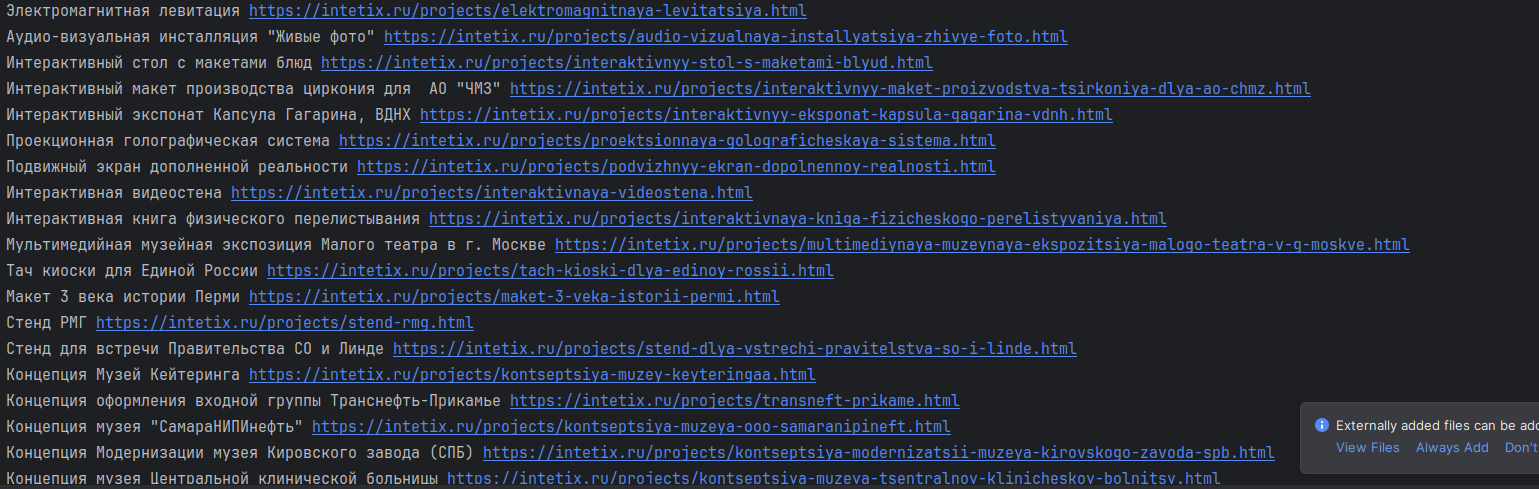 Электромагнитная левитация https://intetix.ru/projects/elektromagnitnaya-levitatsiya.html
Аудио-визуальная инсталляция "Живые фото" https://intetix.ru/projects/audio-vizualnaya-installyatsiya-zhivye-foto.html
Интерактивный стол с макетами блюд https://intetix.ru/projects/interaktivnyy-stol-s-maketami-blyud.html
Интерактивный макет производства циркония для  АО "ЧМЗ" https://intetix.ru/projects/interaktivnyy-maket-proizvodstva-tsirkoniya-dlya-ao-chmz.html
Интерактивный экспонат Капсула Гагарина, ВДНХ https://intetix.ru/projects/interaktivnyy-eksponat-kapsula-gagarina-vdnh.html
Проекционная голографическая система https://intetix.ru/projects/proektsionnaya-golograficheskaya-sistema.html
Подвижный экран дополненной реальности https://intetix.ru/projects/podvizhnyy-ekran-dopolnennoy-realnosti.html
Интерактивная видеостена https://intetix.ru/projects/interaktivnaya-videostena.html
Интерактивная книга физического перелистывания https://intetix.ru/projects/interaktivnaya-kniga-fizicheskogo-perelistyvaniya.html
Мультимедийная музейная экспозиция Малого театра в г. Москве https://intetix.ru/projects/multimediynaya-muzeynaya-ekspozitsiya-malogo-teatra-v-g-moskve.html
Тач киоски для Единой России https://intetix.ru/projects/tach-kioski-dlya-edinoy-rossii.html
Макет 3 века истории Перми https://intetix.ru/projects/maket-3-veka-istorii-permi.html
Стенд РМГ https://intetix.ru/projects/stend-rmg.html
Стенд для встречи Правительства СО и Линде https://intetix.ru/projects/stend-dlya-vstrechi-pravitelstva-so-i-linde.html
Концепция Музей Кейтеринга https://intetix.ru/projects/kontseptsiya-muzey-keyteringaa.html
Концепция оформления входной группы Транснефть-Прикамье https://intetix.ru/projects/transneft-prikame.html
Концепция музея "СамараНИПИнефть" https://intetix.ru/projects/kontseptsiya-muzeya-ooo-samaranipineft.html
Концепция Модернизации музея Кировского завода (СПБ) https://intetix.ru/projects/kontseptsiya-modernizatsii-muzeya-kirovskogo-zavoda-spb.html
Концепция музея Центральной клинической больницы https://intetix.ru/projects/kontseptsiya-muzeya-tsentralnoy-klinicheskoy-bolnitsy.html
Externally added files can be
View Files Always Add Don't